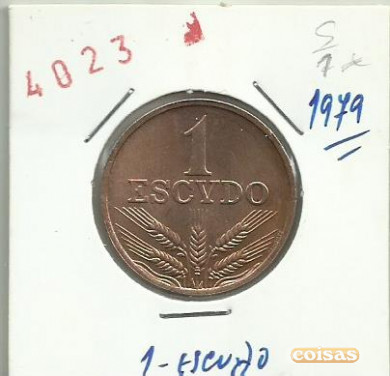 4023
1979
1
ESCVDO
1-ESCUDO
coisas